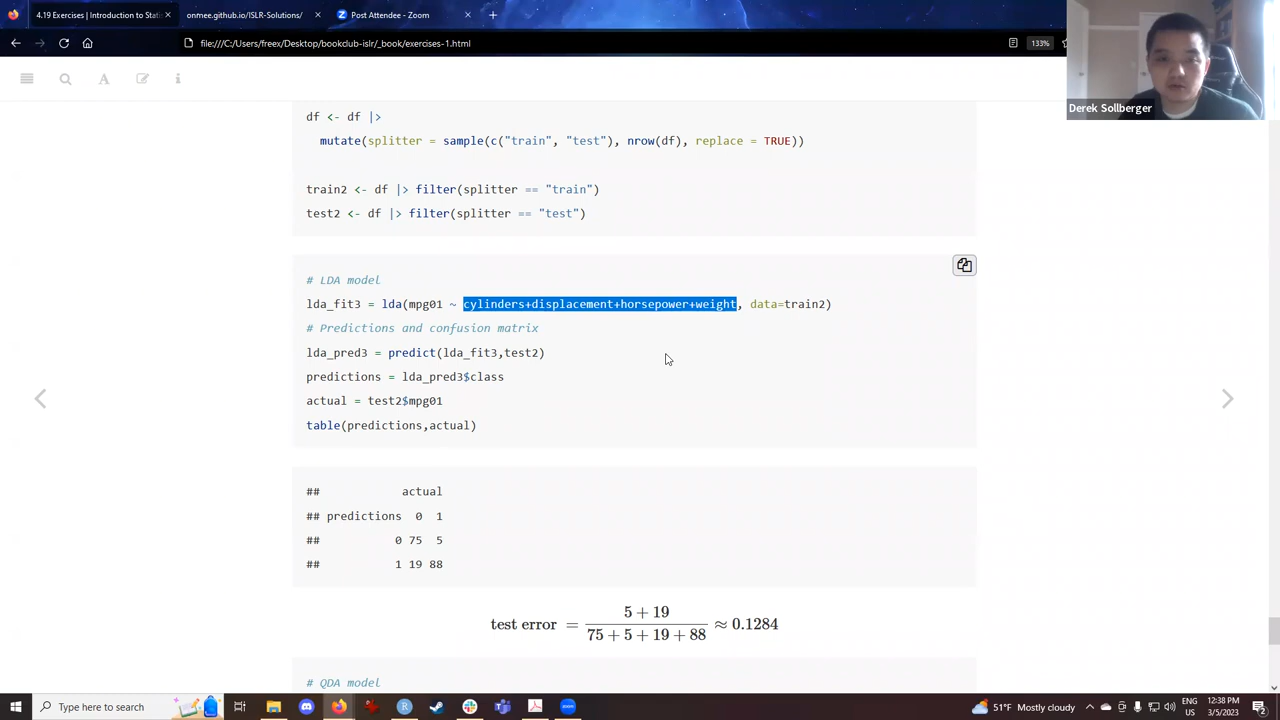 4.19 Exercises | Introduction to Stati
onmee.github.io/ISLR-Solutions/
Post Attendee - Zoom
file:///C:/Users/freex/Desktop/bookclub-islr/_book/exercises-1.html
133%
Derek Sollberger
df <- df |>
mutate(splitter = sample(c("train", "test"), nrow(df), replace = TRUE))
train2 <- df |> filter(splitter == "train")
test2 <- df |> filter(splitter == "test")
# LDA model
lda_fit3 = lda(mpg01 ~ cylinders+displacement+horsepower+weight, data=train2)
# Predictions and confusion matrix
lda_pred3 = predict(lda_fit3,test2)
predictions = lda_pred3$class
actual = test2$mpg01
table(predictions,actual)
## actual
## predictions 0 1
## 0 75 5
## 1 19 88
test error = 5 + 19 / 75 + 5 + 19 + 88 ≈ 0.1284
# QDA model
Type here to search
51°F Mostly cloudy
ENG
US
12:38 PM
3/5/2023
2